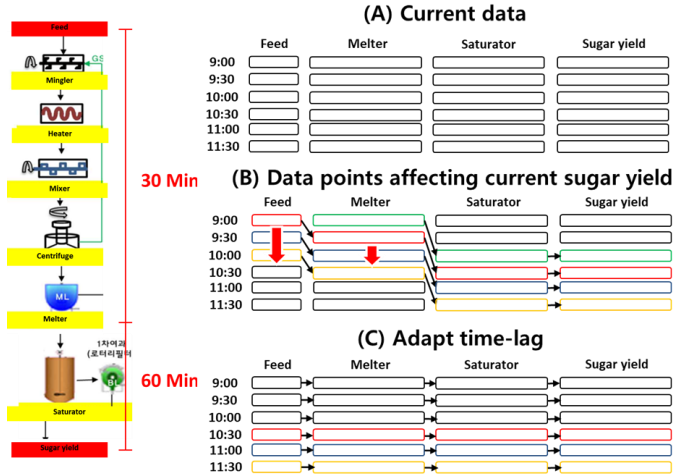 Feed
GS
Mingler
Heater
Mixer
Centrifuge
ML
Melter
1차여과
(로터리필터
BL
Saturator
Sugar yield
30 Min
60 Min
(A) Current data
Feed Melter Saturator Sugar yield
9:00
9:30
10:00
10:30
11:00
11:30
(B) Data points affecting current sugar yield
Feed Melter Saturator Sugar yield
9:00
9:30
10:00
10:30
11:00
11:30
(C) Adapt time-lag
Feed Melter Saturator Sugar yield
9:00
9:30
10:00
10:30
11:00
11:30